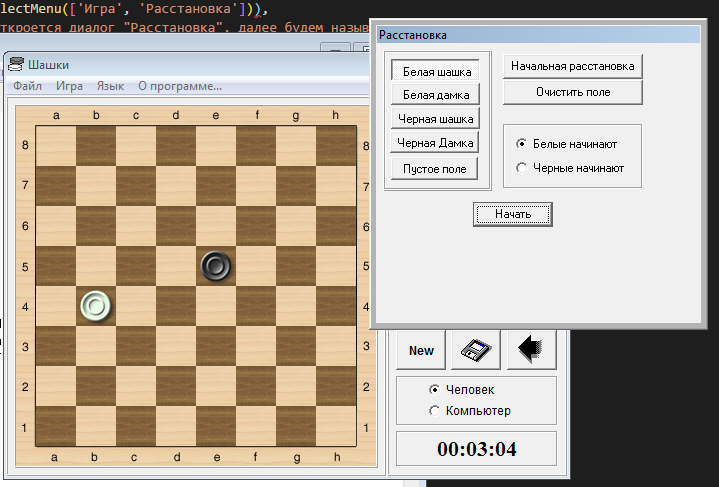 lectMenu(['Игра', 'Расстановка'])),
ткроется диалог "Расстановка", далее будем назыв
Расстановка
Белая шашка
Белая дамка
Черная шашка
Черная Дамка
Пустое поле
Начальная расстановка
Очистить поле
Белые начинают
Черные начинают
Начать
Шашки
Файл Игра Язык О программе...
a b c d e f g h
8 8
7 7
6 6
5 5
4 4
3 3
2 2
1 1
a b c d e f g h
New
Человек
Компьютер
00:03:04